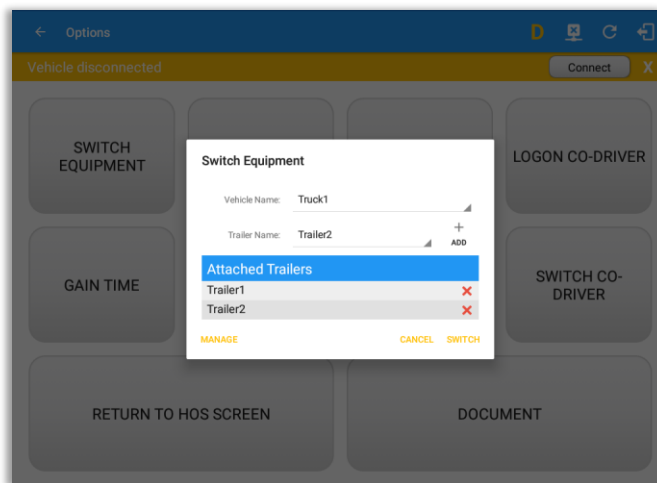 Options
D
Vehicle disconnected
Connect
X
SWITCH
EQUIPMENT
LOGON CO-DRIVER
Switch Equipment
Vehicle Name:
Truck1
Trailer Name:
Trailer2
+
ADD
Attached Trailers
Trailer1
Trailer2
MANAGE
CANCEL
SWITCH
GAIN TIME
SWITCH CO-
DRIVER
RETURN TO HOS SCREEN
DOCUMENT